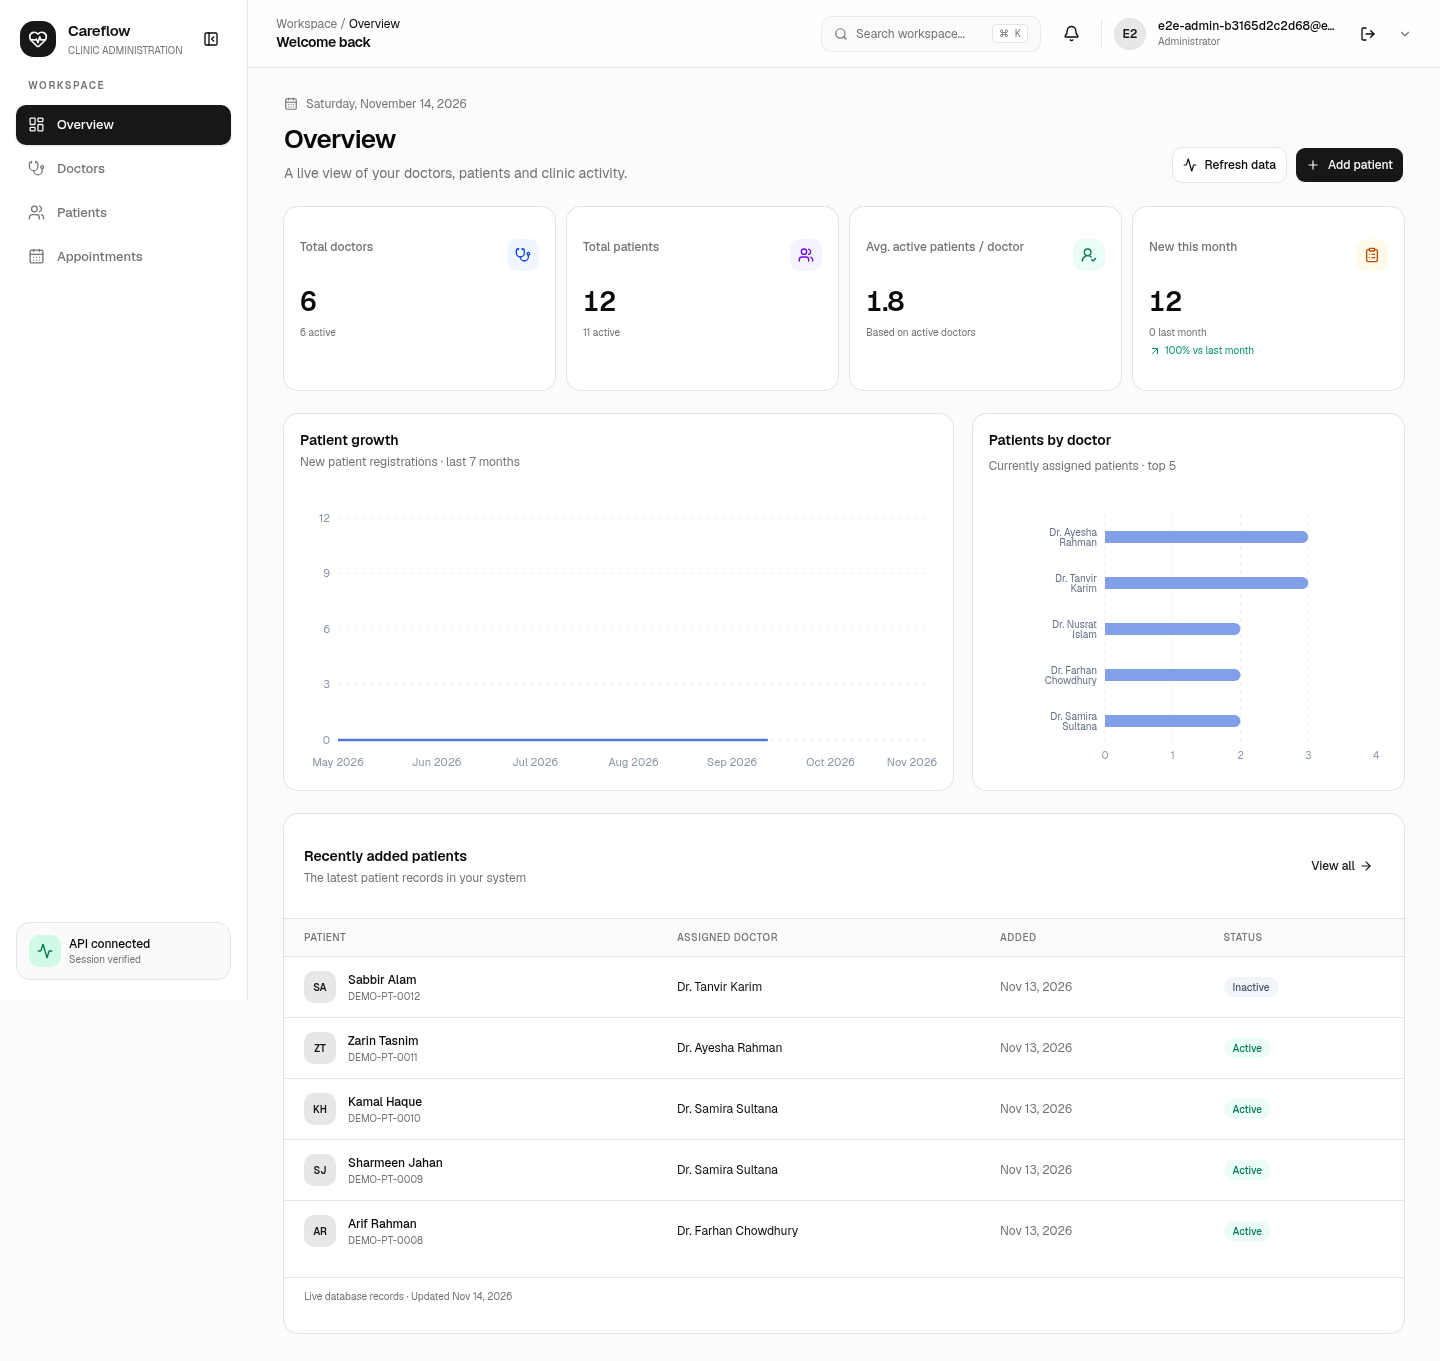 Careflow
CLINIC ADMINISTRATION
WORKSPACE
Overview
Doctors
Patients
Appointments
API connected
Session verified
Workspace / Overview
Welcome back
Search workspace...
⌘ K
E2
e2e-admin-b3165d2c2d68@e...
Administrator
Saturday, November 14, 2026
Overview
A live view of your doctors, patients and clinic activity.
Refresh data
Add patient
Total doctors
6
6 active
Total patients
12
11 active
Avg. active patients / doctor
1.8
Based on active doctors
New this month
12
0 last month
100% vs last month
Patient growth
New patient registrations · last 7 months
12
9
6
3
0
May 2026
Jun 2026
Jul 2026
Aug 2026
Sep 2026
Oct 2026
Nov 2026
Patients by doctor
Currently assigned patients · top 5
Dr. Ayesha
Rahman
Dr. Tanvir
Karim
Dr. Nusrat
Islam
Dr. Farhan
Chowdhury
Dr. Samira
Sultana
0
1
2
3
4
Recently added patients
The latest patient records in your system
View all
PATIENT
ASSIGNED DOCTOR
ADDED
STATUS
SA
Sabbir Alam
DEMO-PT-0012
Dr. Tanvir Karim
Nov 13, 2026
Inactive
ZT
Zarin Tasnim
DEMO-PT-0011
Dr. Ayesha Rahman
Nov 13, 2026
Active
KH
Kamal Haque
DEMO-PT-0010
Dr. Samira Sultana
Nov 13, 2026
Active
SJ
Sharmeen Jahan
DEMO-PT-0009
Dr. Samira Sultana
Nov 13, 2026
Active
AR
Arif Rahman
DEMO-PT-0008
Dr. Farhan Chowdhury
Nov 13, 2026
Active
Live database records · Updated Nov 14, 2026